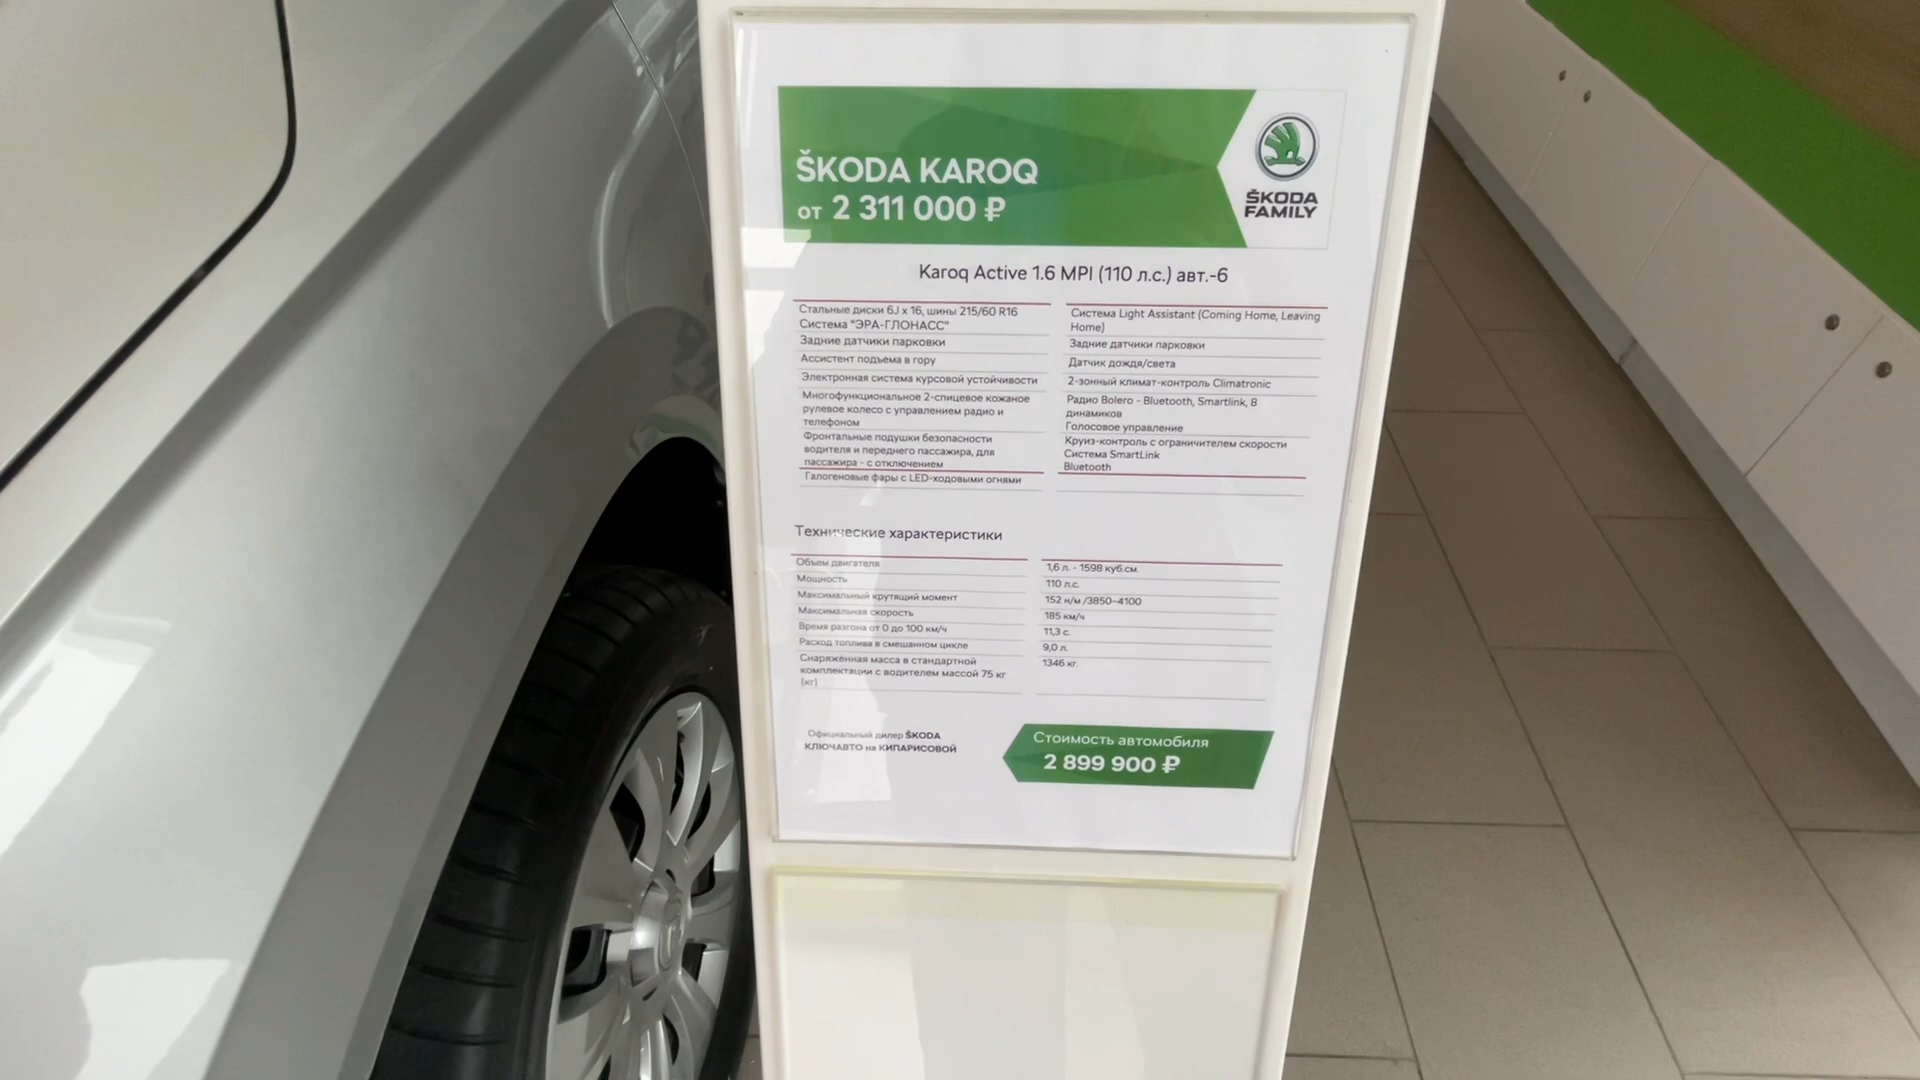 ŠKODA KAROQ
от 2 311 000 ₽
ŠKODA
FAMILY
Karoq Active 1.6 MPI (110 л.с.) авт.-6
Стальные диски 6J x 16, шины 215/60 R16
Система "ЭРА-ГЛОНАСС"
Задние датчики парковки
Ассистент подъема в гору
Электронная система курсовой устойчивости
Многофункциональное 2-спицевое кожаное
рулевое колесо с управлением радио и
телефоном
Фронтальные подушки безопасности
водителя и переднего пассажира, для
пассажира - с отключением
Галогеновые фары с LED-ходовыми огнями
Система Light Assistant (Coming Home, Leaving
Home)
Задние датчики парковки
Датчик дождя/света
2-зонный климат-контроль Climatronic
Радио Bolero - Bluetooth, Smartlink, 8
динамиков
Голосовое управление
Круиз-контроль с ограничителем скорости
Система SmartLink
Bluetooth
Технические характеристики
Объем двигателя 1,6 л. - 1598 куб.см.
Мощность 110 л.с.
Максимальный крутящий момент 152 н/м /3850–4100
Максимальная скорость 185 км/ч
Время разгона от 0 до 100 км/ч 11,3 с.
Расход топлива в смешанном цикле 9,0 л.
Снаряжённая масса в стандартной 1346 кг.
комплектации с водителем массой 75 кг
(кг)
Официальный дилер ŠKODA
КЛЮЧАВТО на КИПАРИСОВОЙ
Стоимость автомобиля
2 899 900 ₽